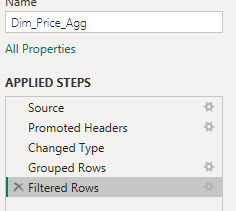 Name
Dim_Price_Agg
All Properties
APPLIED STEPS
Source
Promoted Headers
Changed Type
Grouped Rows
Filtered Rows